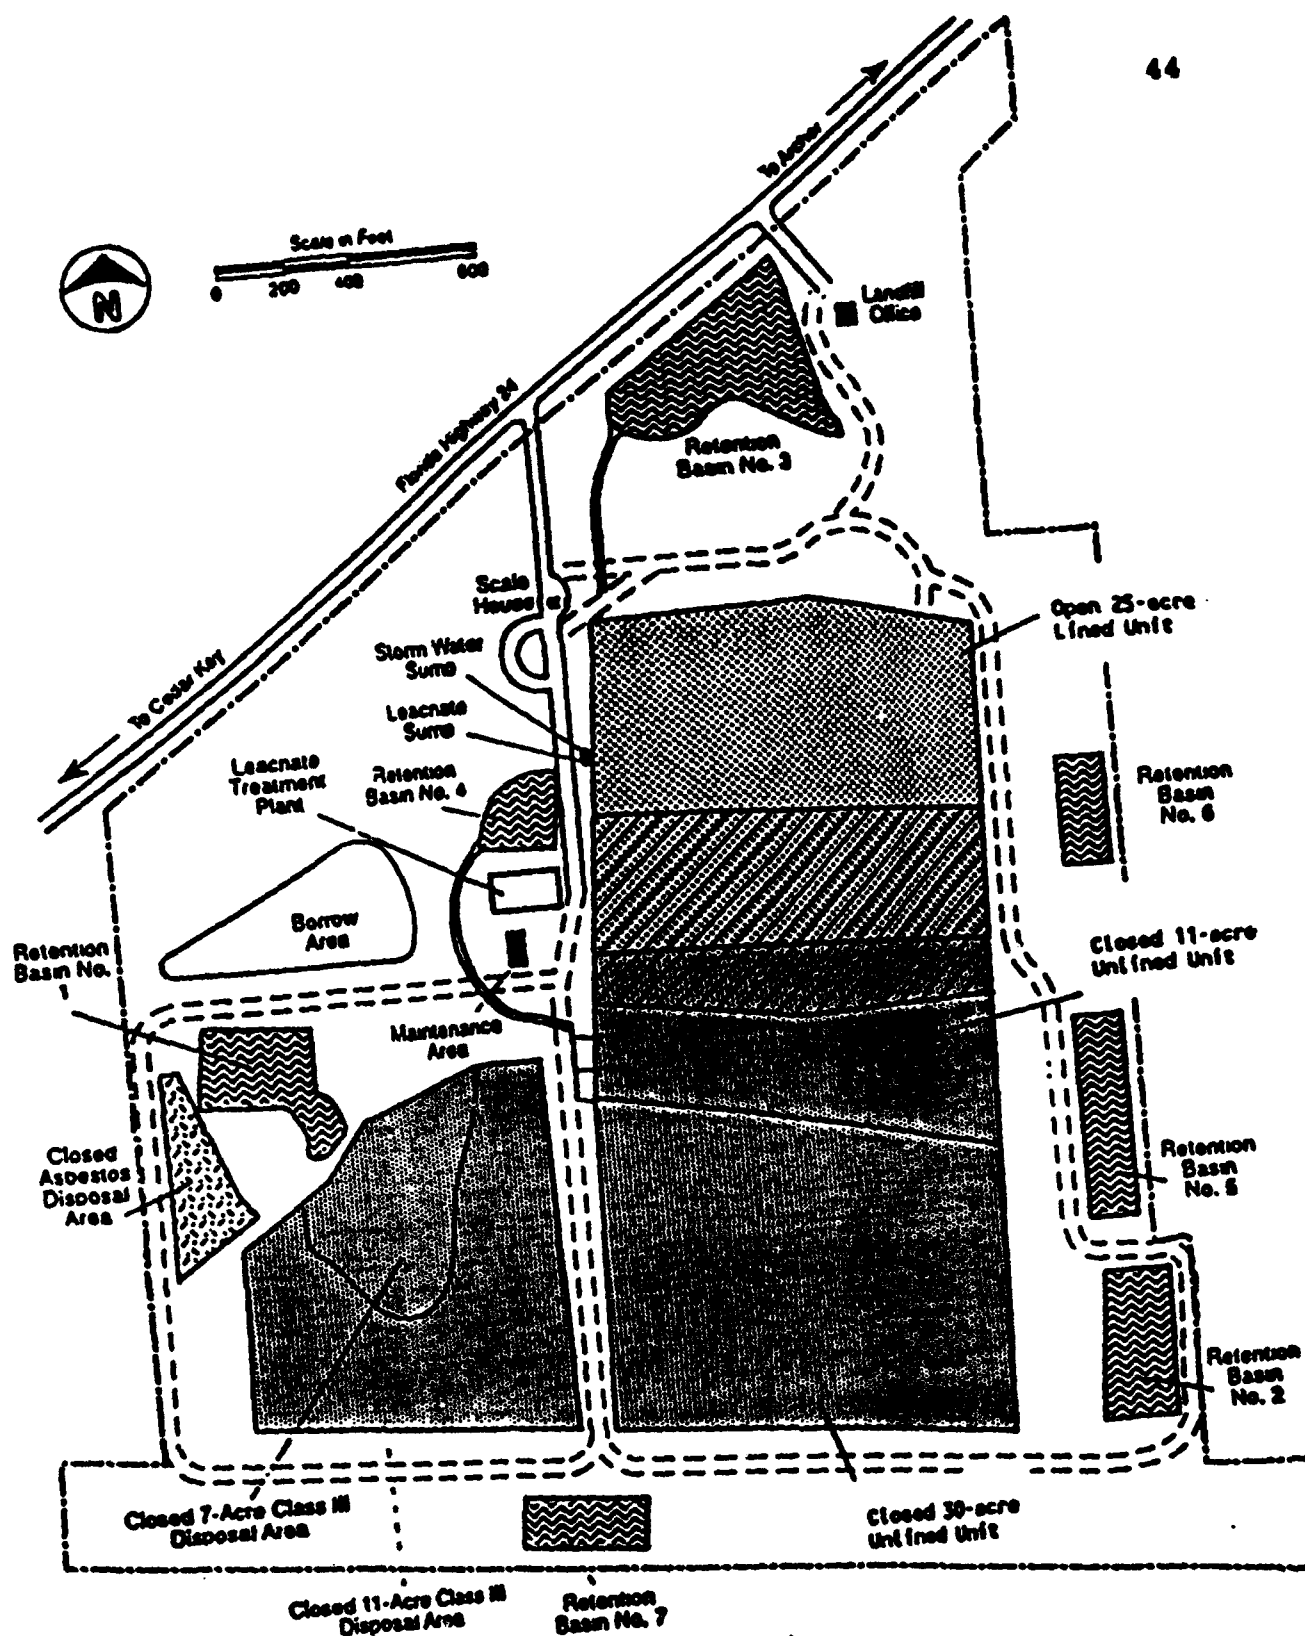 44
To Archer
Scale in Feet
0 200 400 600
N
Landfill
Office
Florida Highway 24
Retention
Basin No. 3
Scale
House
Open 25-acre
Lined Unit
Storm Water
Sump
To Cedar Key
Leachate
Sump
Leachate
Treatment
Plant
Retention
Basin No. 4
Retention
Basin
No. 6
Borrow
Area
Retention
Basin No.
1
Closed 11-acre
Unlined Unit
Maintenance
Area
Closed
Asbestos
Disposal
Area
Retention
Basin
No. 5
Retention
Basin
No. 2
Closed 7-Acre Class III
Disposal Area
Closed 30-acre
Unlined Unit
Closed 11-Acre Class III
Disposal Area
Retention
Basin No. 7